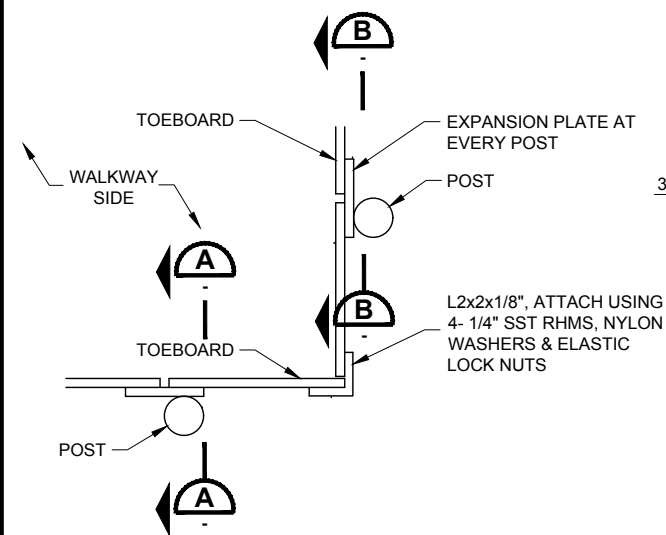 B
-
TOEBOARD
EXPANSION PLATE AT
EVERY POST
POST
3
WALKWAY
SIDE
A
-
B
-
L2x2x1/8", ATTACH USING
4- 1/4" SST RHMS, NYLON
WASHERS & ELASTIC
LOCK NUTS
TOEBOARD
POST
A
-